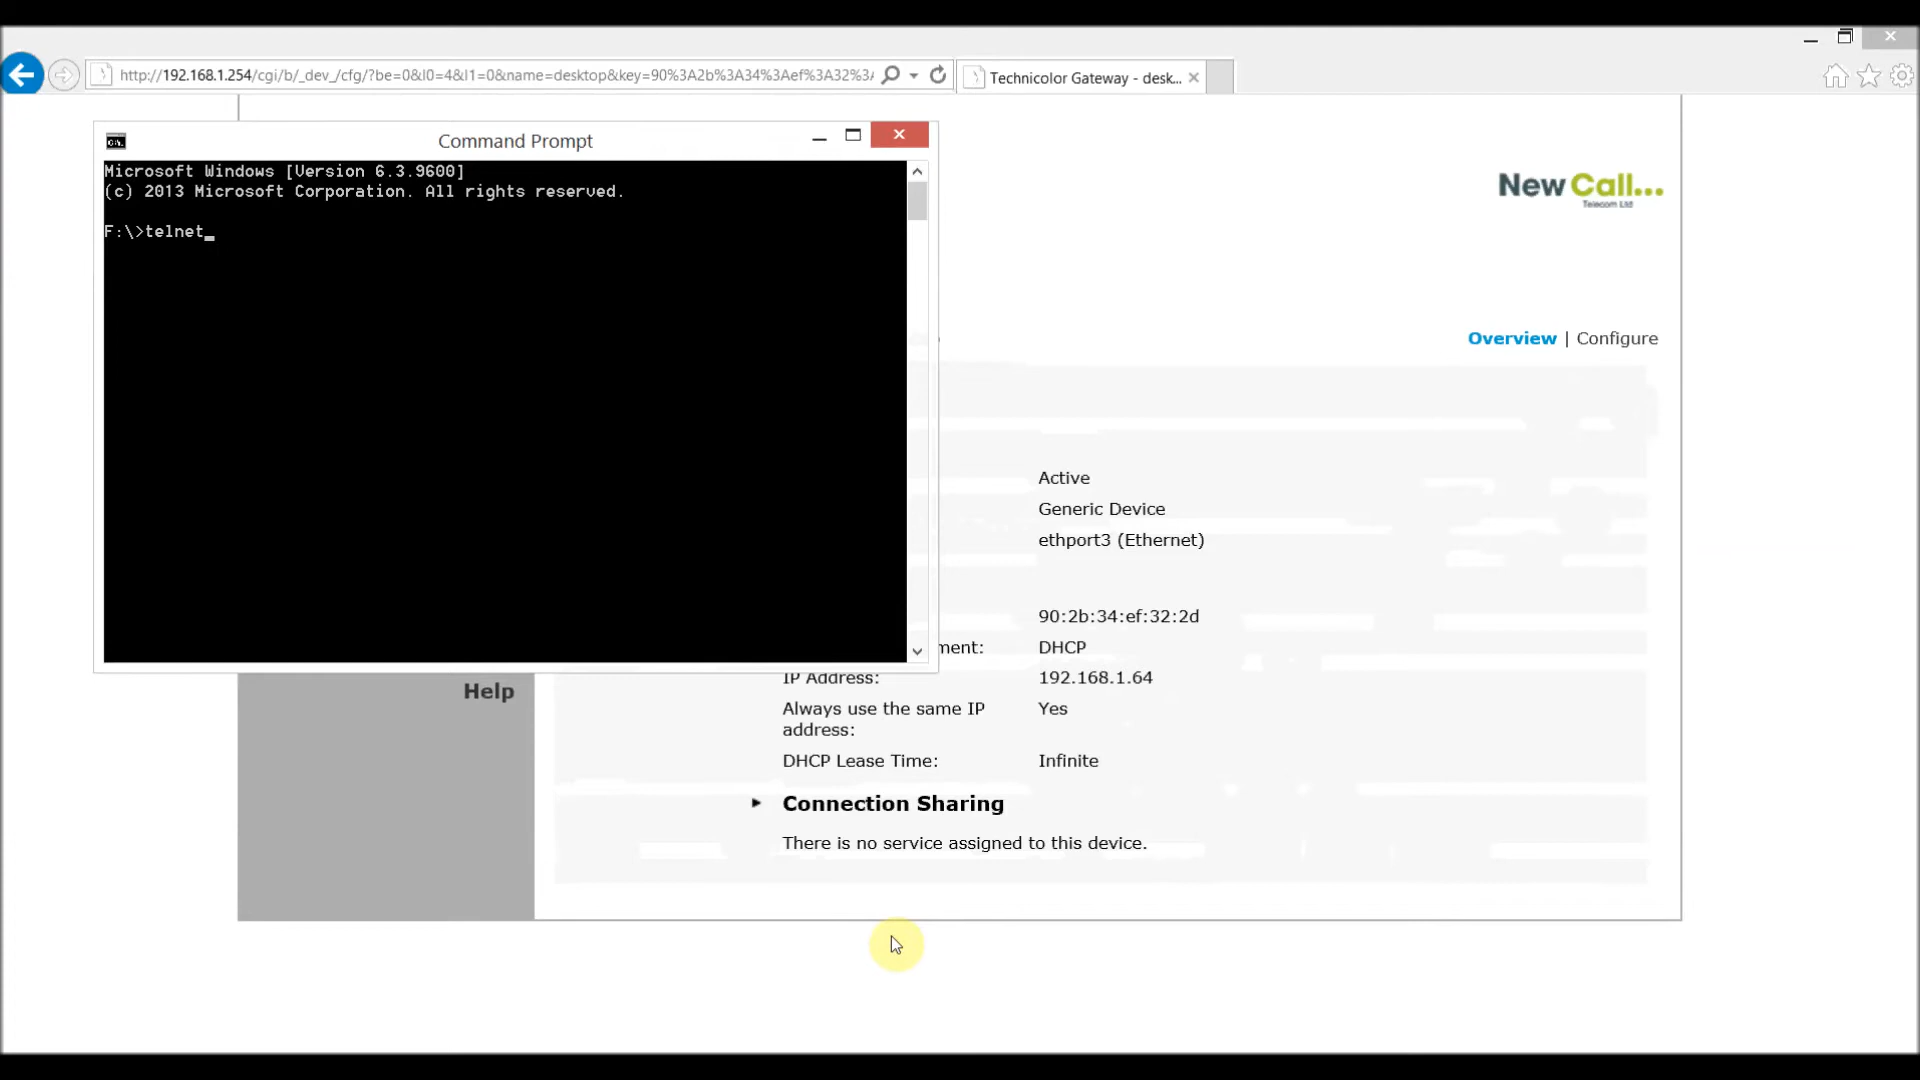 http://192.168.1.254/cgi/b/_dev_/cfg/?be=0&l0=4&l1=0&name=desktop&key=90%3A2b%3A34%3Aef%3A32%3A
Technicolor Gateway - desk...
Command Prompt
Microsoft Windows [Version 6.3.9600]
(c) 2013 Microsoft Corporation. All rights reserved.
F:\>telnet_
New Call...
Telecom Ltd
Overview | Configure
Active
Generic Device
ethport3 (Ethernet)
90:2b:34:ef:32:2d
ment: DHCP
IP Address: 192.168.1.64
Always use the same IP address: Yes
DHCP Lease Time: Infinite
Connection Sharing
There is no service assigned to this device.
Help